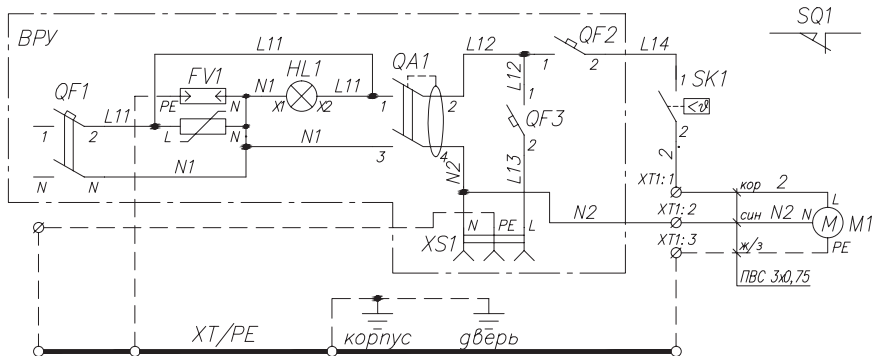 SQ1
ВРУ
L11
QA1
L12
QF2
L14
FV1
N1
HL1
L11
L12
1
2
1
SK1
QF1
L11
PE
N
X1
X2
1
2
1
<𝜗
1
2
L
N
N1
QF3
2
3
4
2
2
N
N
N1
N2
L13
XT1:1
кор
2
L
N2
XT1:2
син
N2
N
M
M1
N
PE
L
XT1:3
ж/з
PE
XS1
ПВС 3х0,75
XT/PE
корпус
дверь